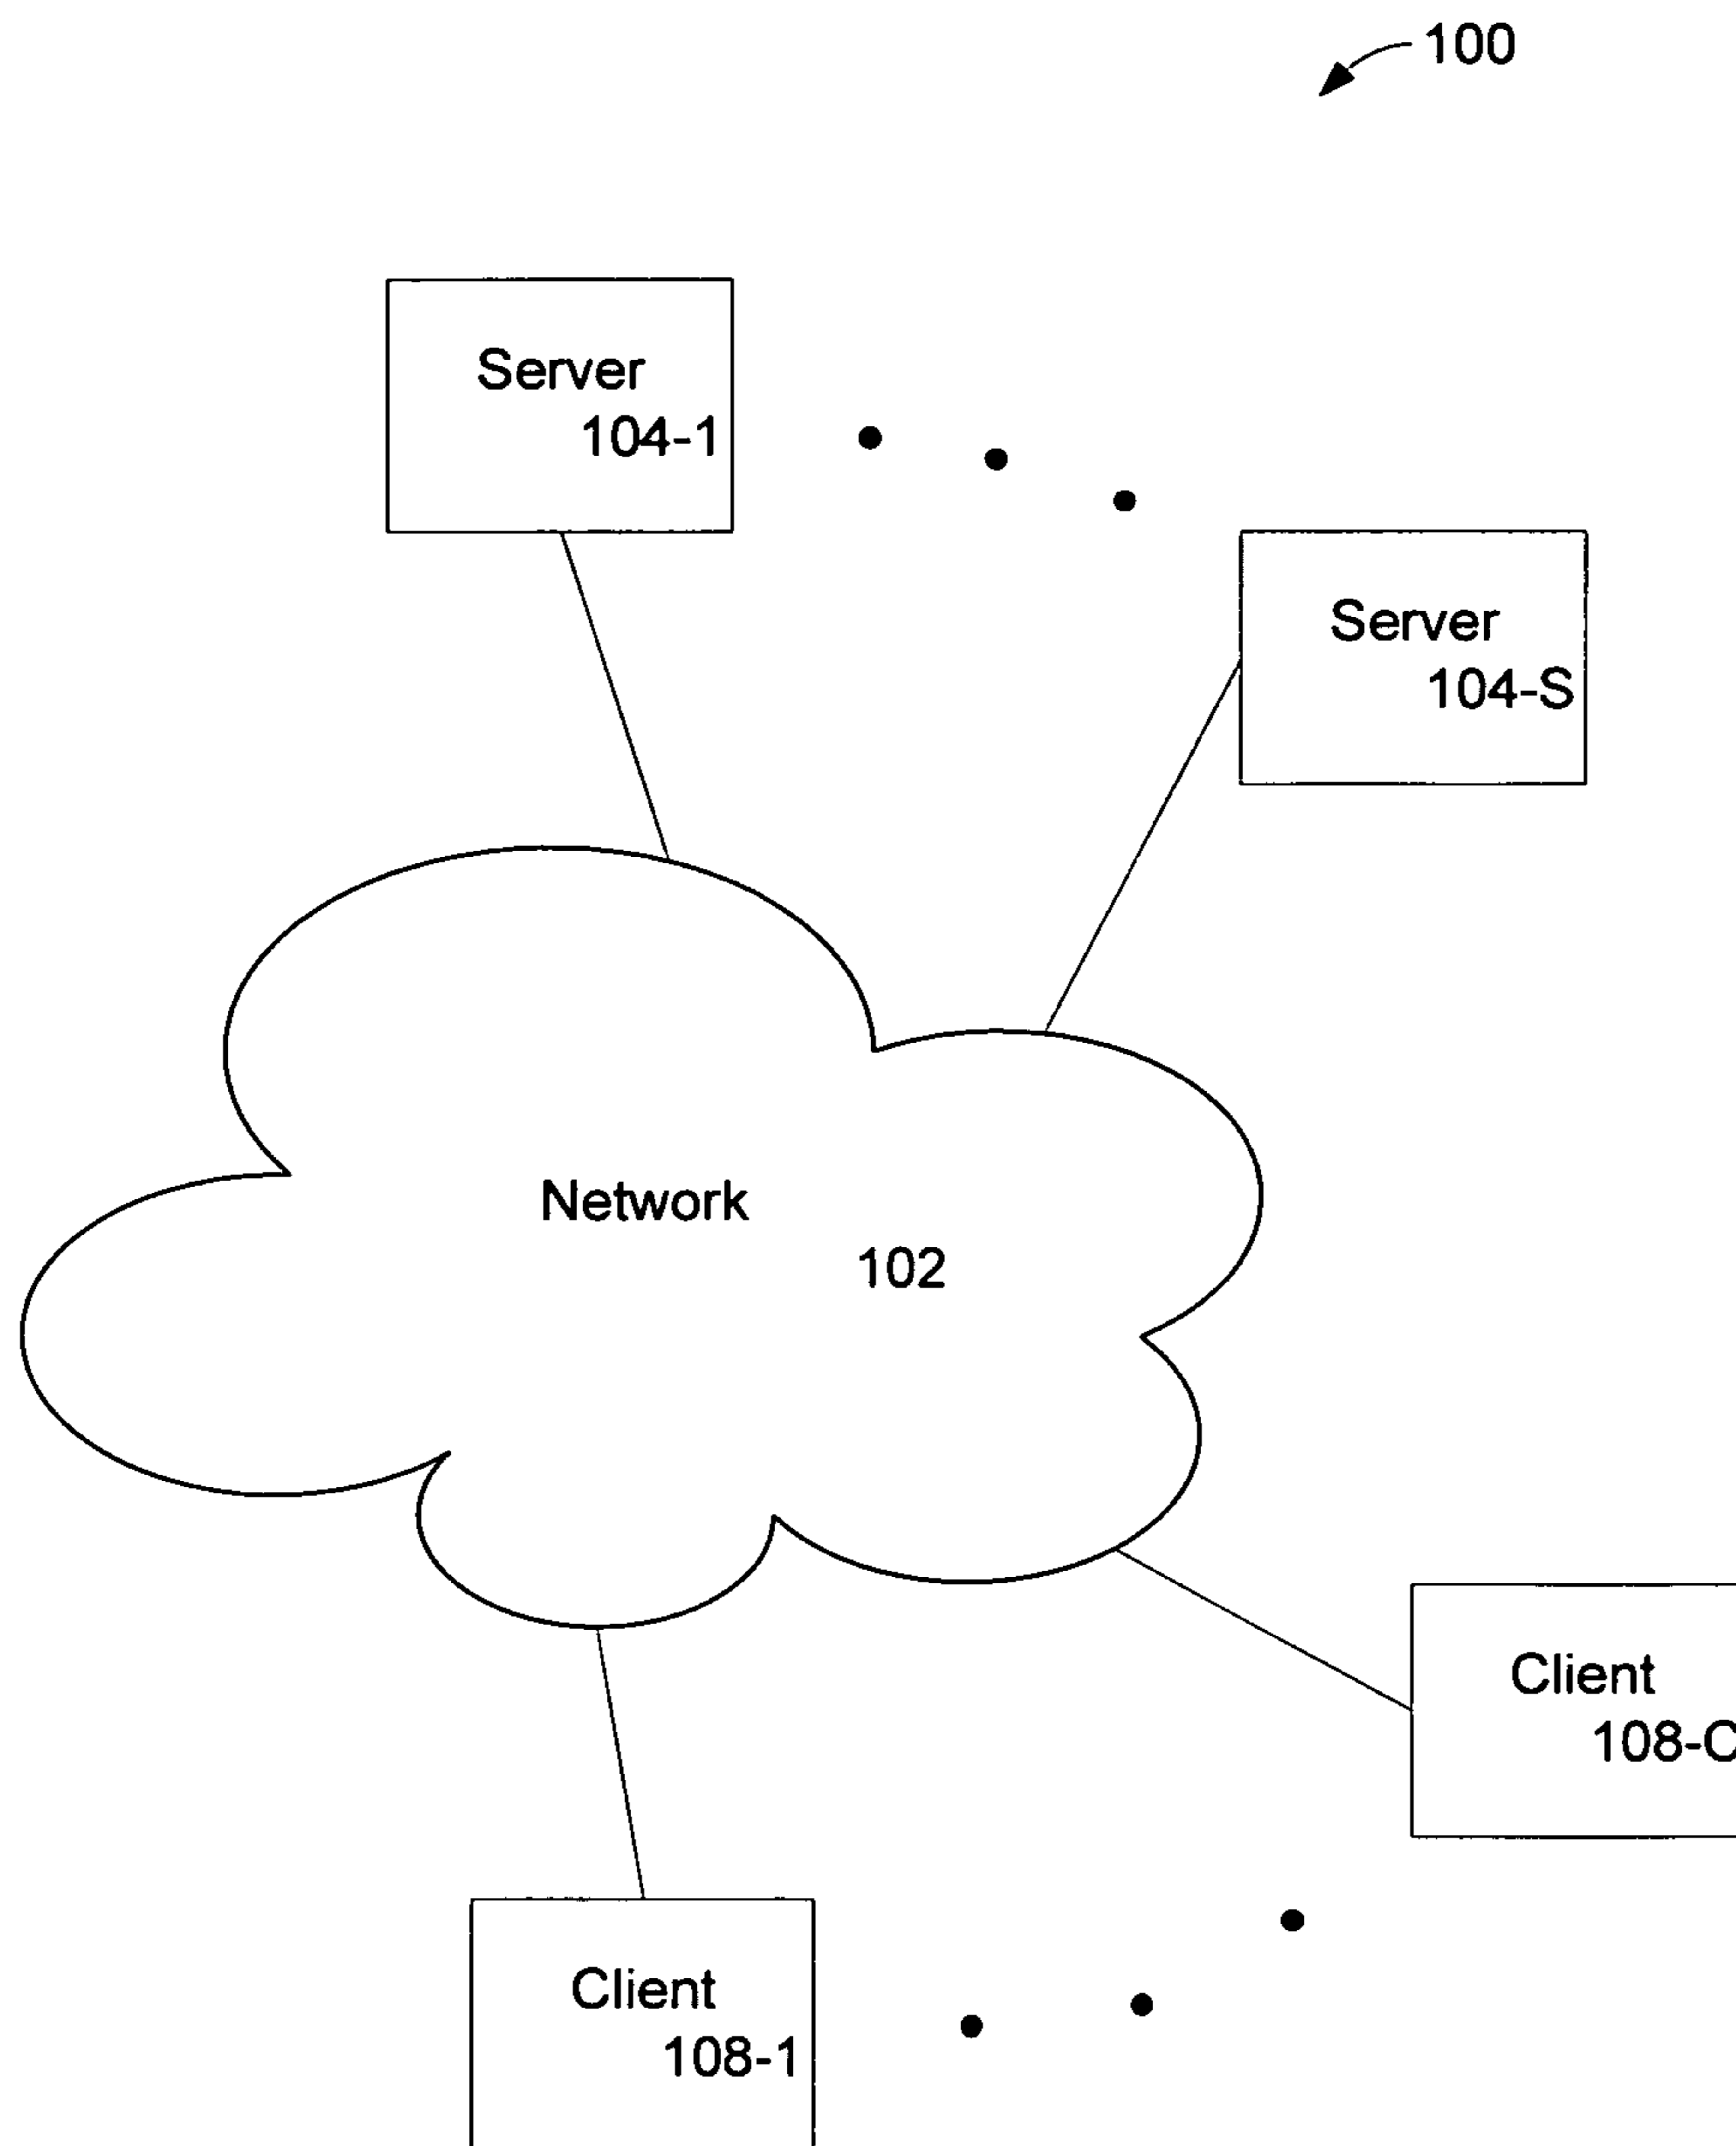 100
Server
104-1
Server
104-S
Network
102
Client
108-C
Client
108-1